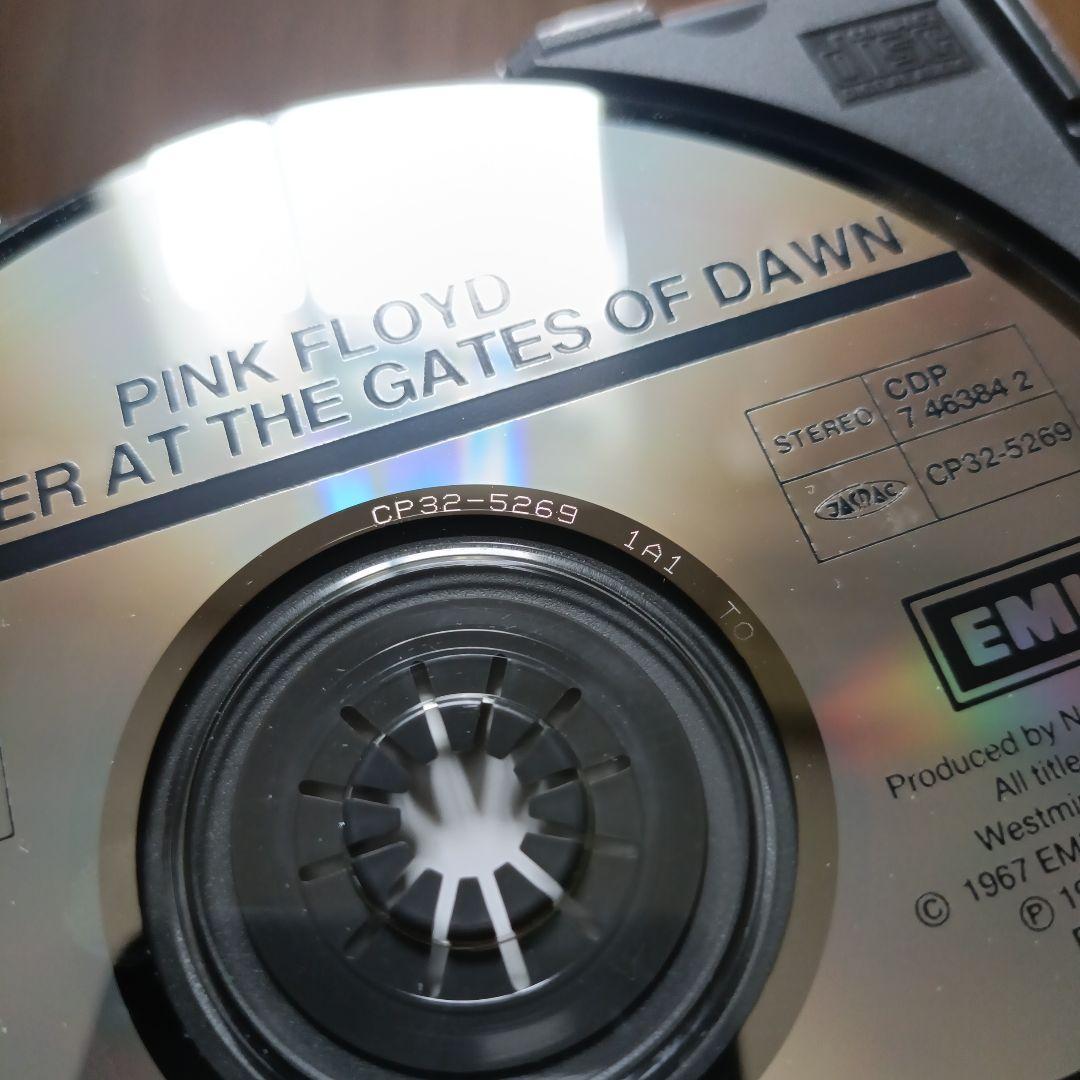 PINK FLOYD
ER AT THE GATES OF DAWN
STEREO
CDP
7 46384 2
JASRAC
CP32-5269
CP32-5269 1A1 TO
EMI
Produced by N
All title
Westmi
© 1967 EM
℗ 19